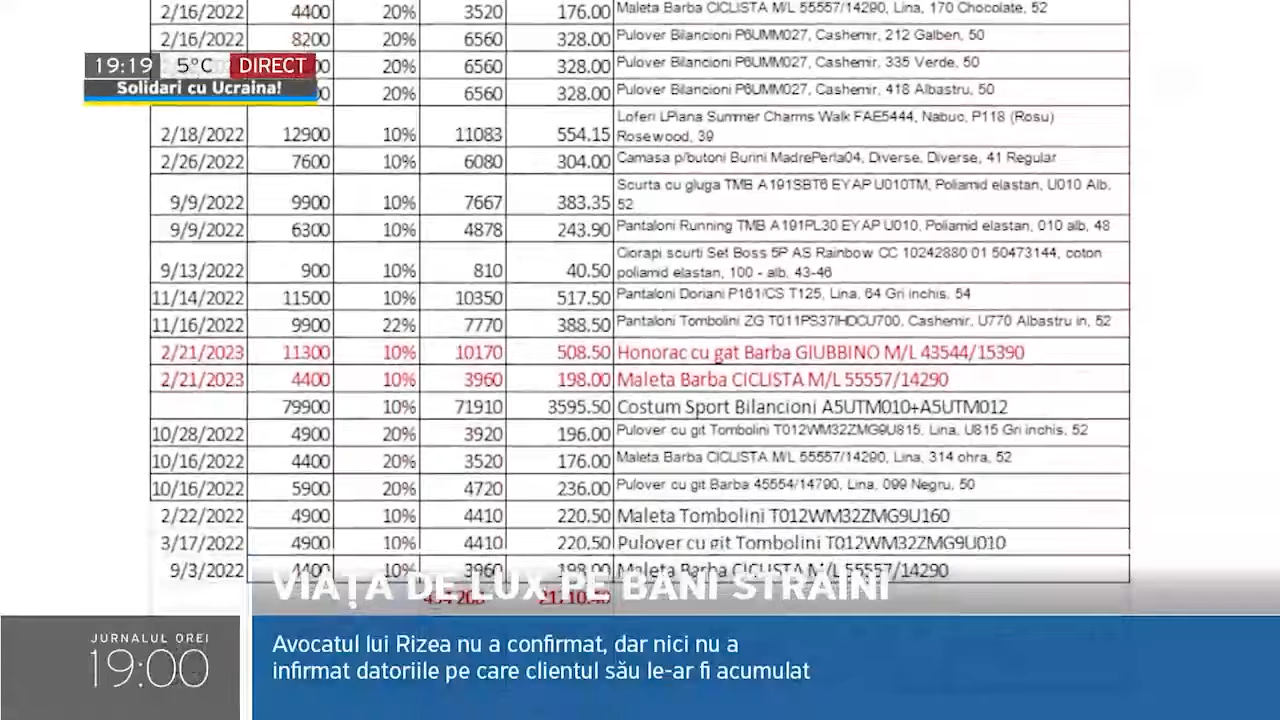 2/16/2022 4400 20% 3520 176.00 Maleta Barba CICLISTA M/L 55557/14290, Lina, 170 Chocolate, 52
2/16/2022 8200 20% 6560 328.00 Pulover Bilancioni P6UMM027, Cashemir, 212 Galben, 50
20% 6560 328.00 Pulover Bilancioni P6UMM027, Cashemir, 335 Verde, 50
20% 6560 328.00 Pulover Bilancioni P6UMM027, Cashemir, 418 Albastru, 50
19:19 5°C DIRECT
Solidari cu Ucraina!
2/18/2022 12900 10% 11083 554.15 Loferi LPiana Summer Charms Walk FAE5444, Nabuc, P118 (Rosu)
Rosewood, 39
2/26/2022 7600 10% 6080 304.00 Camasa p/butoni Burini MadrePerla04, Diverse, Diverse, 41 Regular
9/9/2022 9900 10% 7667 383.35 Scurta cu gluga TMB A191SBT6 EYAP U010TM, Poliamid elastan, U010 Alb,
52
9/9/2022 6300 10% 4878 243.90 Pantaloni Running TMB A191PL30 EYAP U010, Poliamid elastan, 010 alb, 48
9/13/2022 900 10% 810 40.50 Ciorapi scurti Set Boss 5P AS Rainbow CC 10242880 01 50473144, coton
poliamid elastan, 100 - alb, 43-46
11/14/2022 11500 10% 10350 517.50 Pantaloni Doriani P161/CS T125, Lina, 64 Gri inchis, 54
11/16/2022 9900 22% 7770 388.50 Pantaloni Tombolini ZG T011PS37IHDCU700, Cashemir, U770 Albastru in, 52
2/21/2023 11300 10% 10170 508.50 Honorac cu gat Barba GIUBBINO M/L 43544/15390
2/21/2023 4400 10% 3960 198.00 Maleta Barba CICLISTA M/L 55557/14290
79900 10% 71910 3595.50 Costum Sport Bilancioni A5UTM010+A5UTM012
10/28/2022 4900 20% 3920 196.00 Pulover cu git Tombolini T012WM32ZMG9U815, Lina, U815 Gri inchis, 52
10/16/2022 4400 20% 3520 176.00 Maleta Barba CICLISTA M/L 55557/14290, Lina, 314 ohra, 52
10/16/2022 5900 20% 4720 236.00 Pulover cu git Barba 45554/14790, Lina, 099 Negru, 50
2/22/2022 4900 10% 4410 220.50 Maleta Tombolini T012WM32ZMG9U160
3/17/2022 4900 10% 4410 220.50 Pulover cu git Tombolini T012WM32ZMG9U010
9/3/2022 4400 10% 3960 198.00 Maleta Barba CICLISTA M/L 55557/14290
VIAȚA DE LUX PE BANI STRAINI
JURNALUL OREI
19:00
Avocatul lui Rizea nu a confirmat, dar nici nu a
infirmat datoriile pe care clientul său le-ar fi acumulat